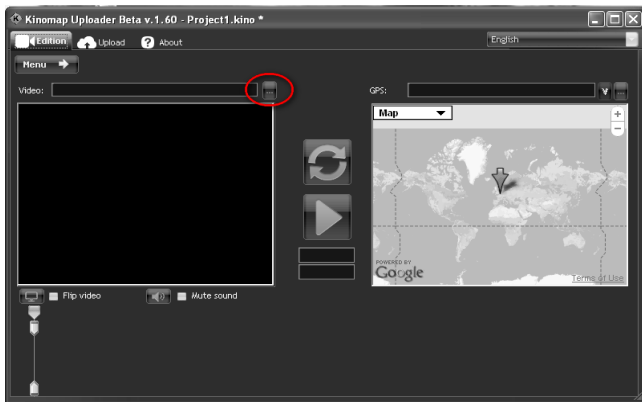 Kinomap Uploader Beta v.1.60 - Project1.kino *
Edition Upload ? About English
Menu
Video: ... GPS: ...
Map
+
-
POWERED BY
Google
Terms of Use
Flip video Mute sound